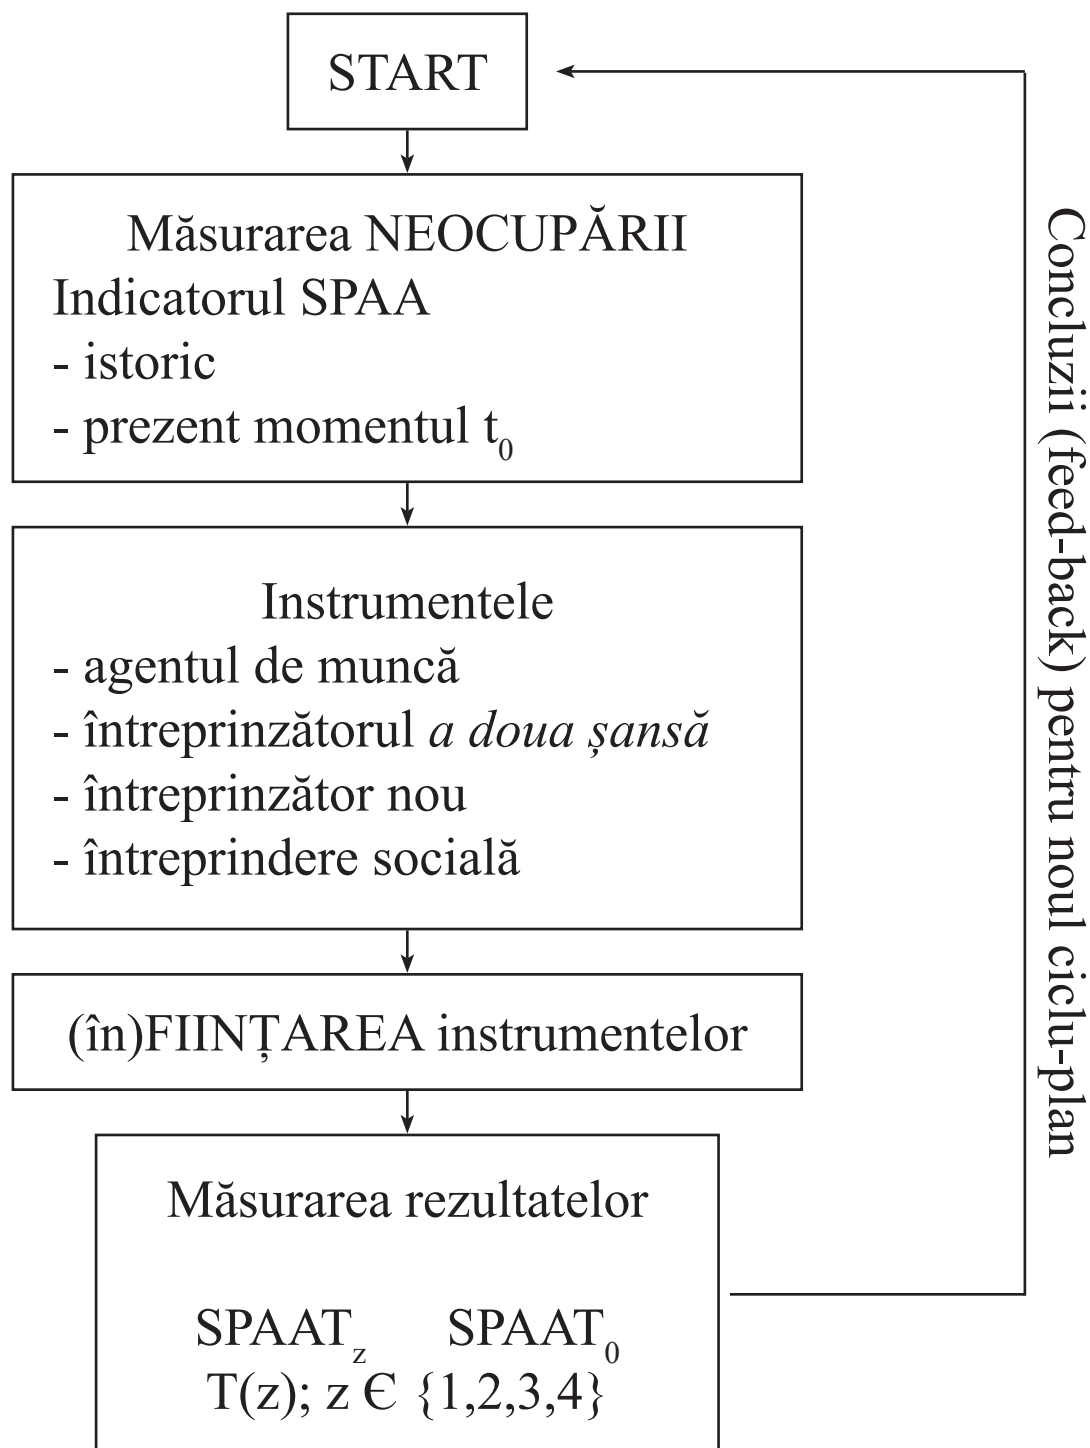 START
Măsurarea NEOCUPĂRII
Indicatorul SPAA
- istoric
- prezent momentul t₀
Instrumentele
- agentul de muncă
- întreprinzătorul a doua șansă
- întreprinzător nou
- întreprindere socială
(în)FIINȚAREA instrumentelor
Măsurarea rezultatelor
SPAATz SPAAT₀
T(z); z Є {1,2,3,4}
Concluzii (feed-back) pentru noul ciclu-plan